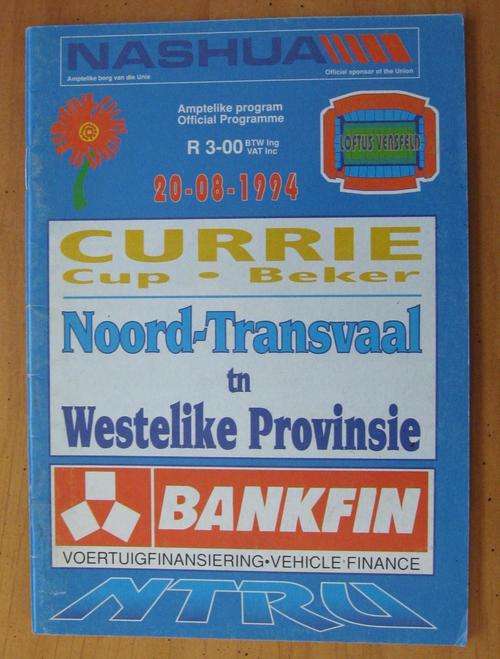 NASHUA
Amptelike borg van die Unie
Official sponsor of the Union
Amptelike program
Official Programme
R 3-00 BTW Ing
VAT Inc
LOFTUS VERSFELD
20-08-1994
CURRIE
Cup • Beker
Noord-Transvaal
tn
Westelike Provinsie
BANKFIN
VOERTUIGFINANSIERING•VEHICLE FINANCE
NTRU